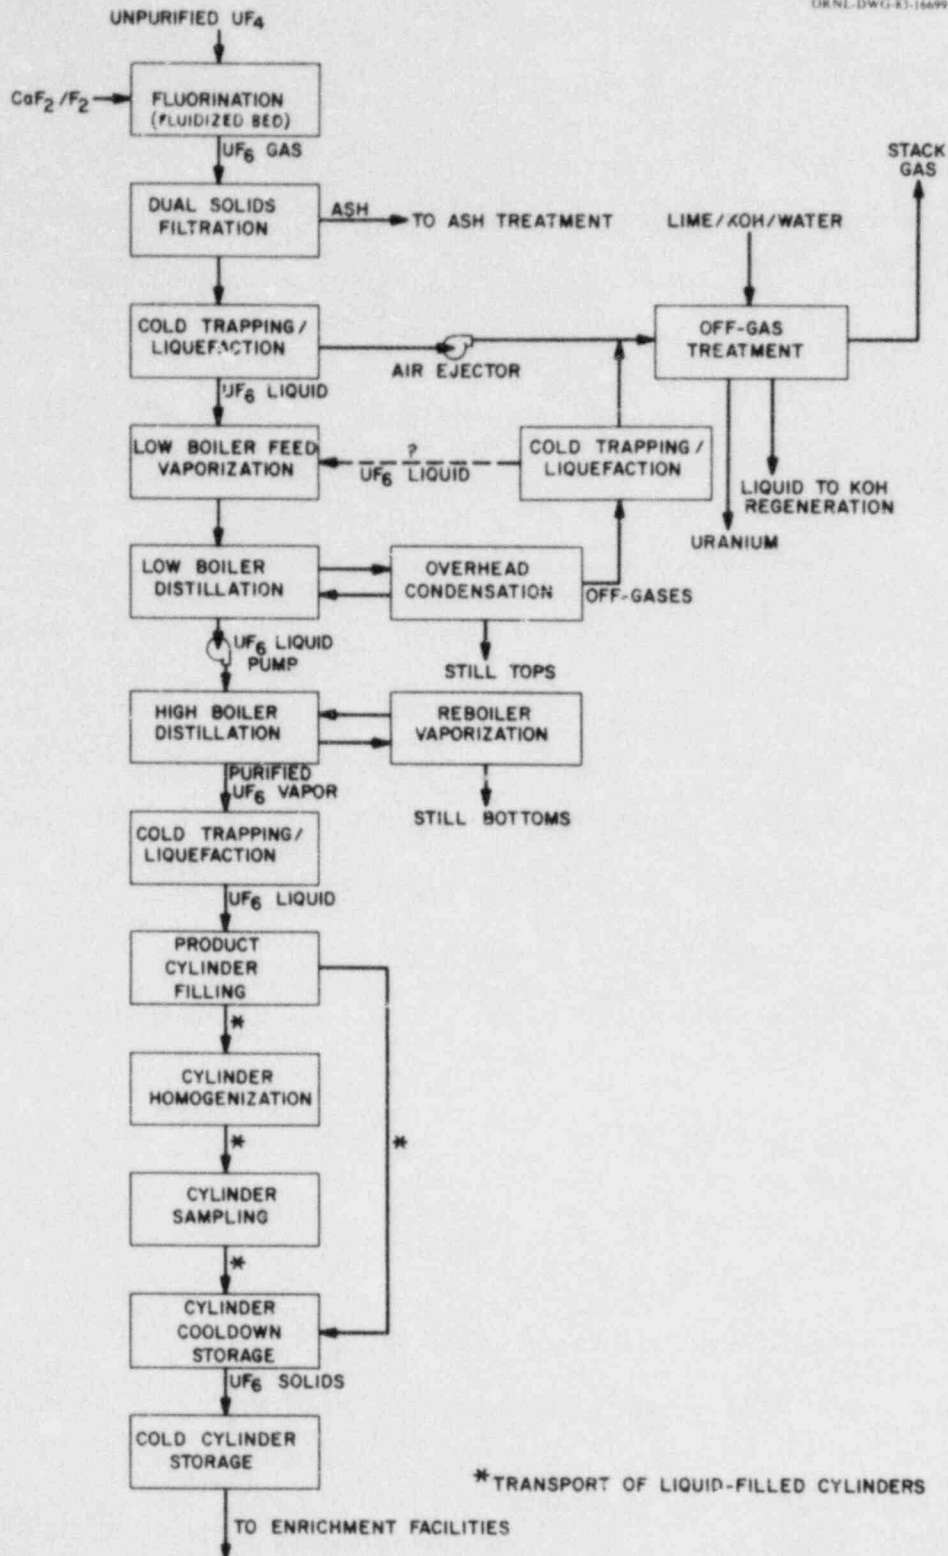 ORNL-DWG-83-16699
UNPURIFIED UF4
CaF2/F2
FLUORINATION
(FLUIDIZED BED)
UF6 GAS
STACK
GAS
DUAL SOLIDS
FILTRATION
ASH
TO ASH TREATMENT
LIME/KOH/WATER
COLD TRAPPING/
LIQUEFACTION
AIR EJECTOR
OFF-GAS
TREATMENT
UF6 LIQUID
LOW BOILER FEED
VAPORIZATION
?
UF6 LIQUID
COLD TRAPPING/
LIQUEFACTION
LIQUID TO KOH
REGENERATION
URANIUM
LOW BOILER
DISTILLATION
OVERHEAD
CONDENSATION
OFF-GASES
UF6 LIQUID
PUMP
STILL TOPS
HIGH BOILER
DISTILLATION
REBOILER
VAPORIZATION
PURIFIED
UF6 VAPOR
STILL BOTTOMS
COLD TRAPPING/
LIQUEFACTION
UF6 LIQUID
PRODUCT
CYLINDER
FILLING
*
CYLINDER
HOMOGENIZATION
*
*
CYLINDER
SAMPLING
*
CYLINDER
COOLDOWN
STORAGE
UF6 SOLIDS
COLD CYLINDER
STORAGE
*TRANSPORT OF LIQUID-FILLED CYLINDERS
TO ENRICHMENT FACILITIES